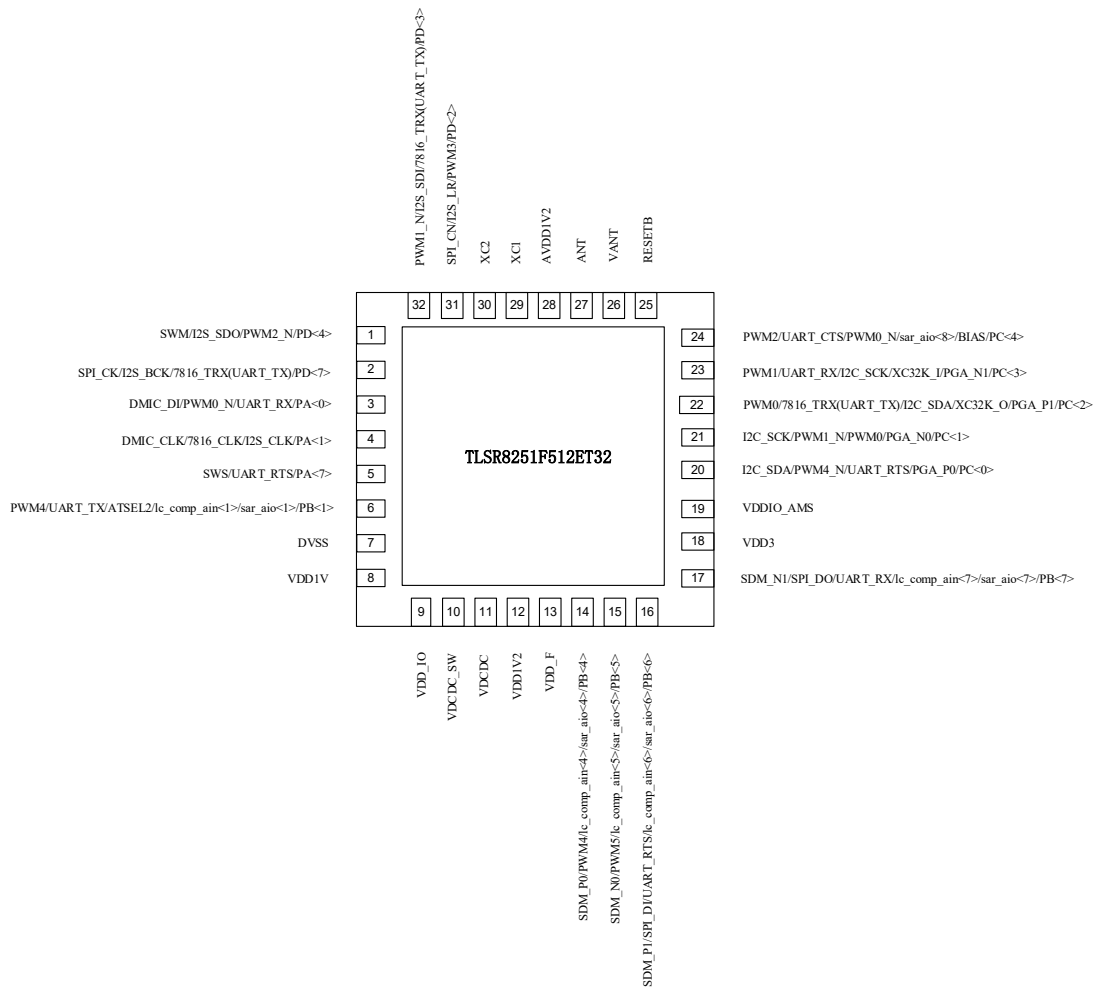 PWM1_N/I2S_SDI/7816_TRX(UART_TX)/PD<3>
SPI_CN/I2S_LR/PWM3/PD<2>
XC2
XC1
AVDD1V2
ANT
VANT
RESETB
32
31
30
29
28
27
26
25
SWM/I2S_SDO/PWM2_N/PD<4>
1
SPI_CK/I2S_BCK/7816_TRX(UART_TX)/PD<7>
2
DMIC_DI/PWM0_N/UART_RX/PA<0>
3
DMIC_CLK/7816_CLK/I2S_CLK/PA<1>
4
SWS/UART_RTS/PA<7>
5
PWM4/UART_TX/ATSEL2/lc_comp_ain<1>/sar_aio<1>/PB<1>
6
DVSS
7
VDD1V
8
TLSR8251F512ET32
24
PWM2/UART_CTS/PWM0_N/sar_aio<8>/BIAS/PC<4>
23
PWM1/UART_RX/I2C_SCK/XC32K_I/PGA_N1/PC<3>
22
PWM0/7816_TRX(UART_TX)/I2C_SDA/XC32K_O/PGA_P1/PC<2>
21
I2C_SCK/PWM1_N/PWM0/PGA_N0/PC<1>
20
I2C_SDA/PWM4_N/UART_RTS/PGA_P0/PC<0>
19
VDDIO_AMS
18
VDD3
17
SDM_N1/SPI_DO/UART_RX/lc_comp_ain<7>/sar_aio<7>/PB<7>
9
10
11
12
13
14
15
16
VDD_IO
VDCDC_SW
VDCDC
VDD1V2
VDD_F
SDM_P0/PWM4/lc_comp_ain<4>/sar_aio<4>/PB<4>
SDM_N0/PWM5/lc_comp_ain<5>/sar_aio<5>/PB<5>
SDM_P1/SPI_DI/UART_RTS/lc_comp_ain<6>/sar_aio<6>/PB<6>